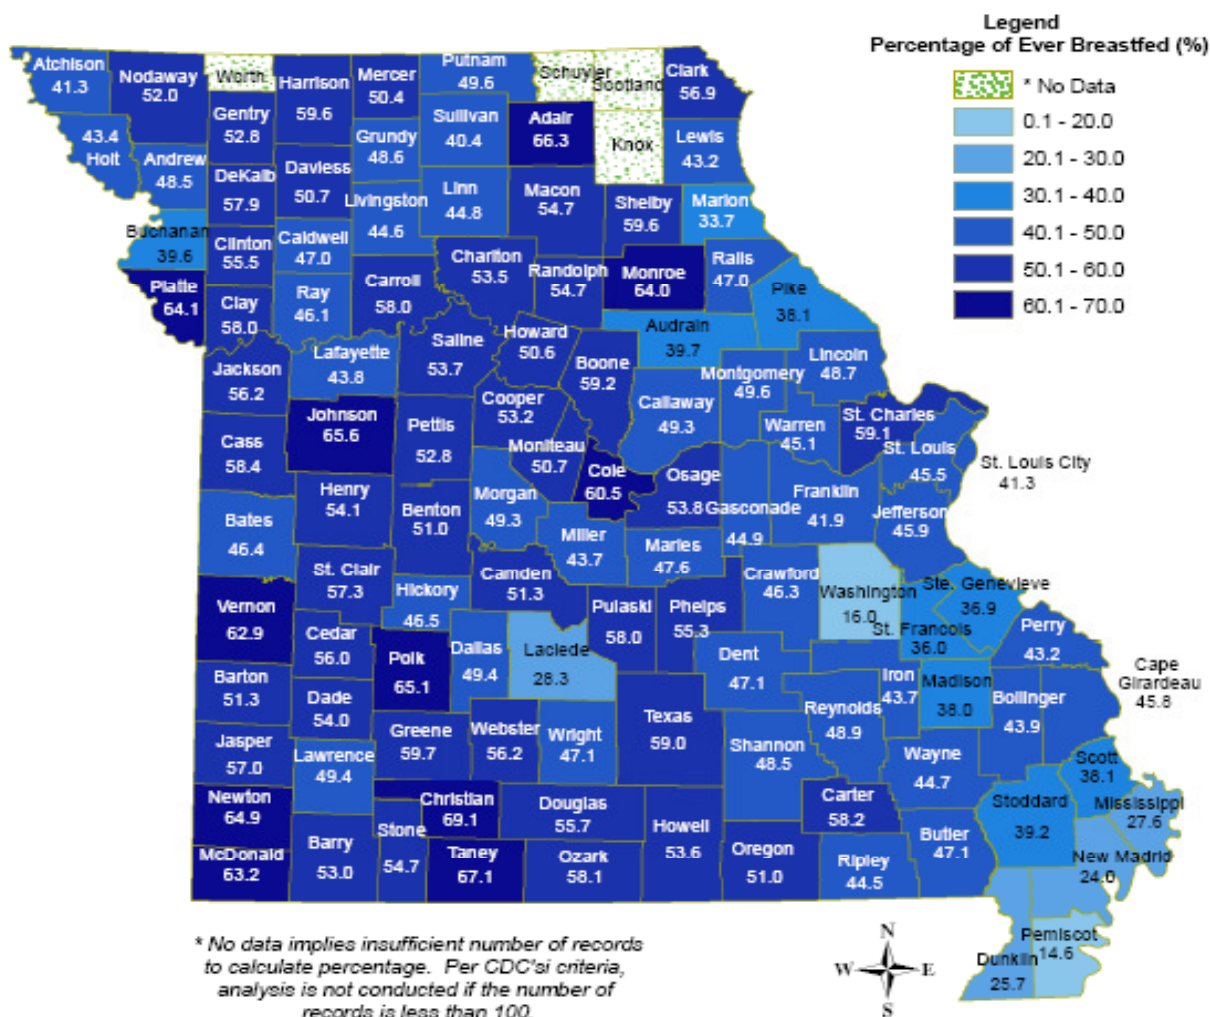 Legend
Percentage of Ever Breastfed (%)
* No Data
0.1 - 20.0
20.1 - 30.0
30.1 - 40.0
40.1 - 50.0
50.1 - 60.0
60.1 - 70.0
Atchison
41.3
Nodaway
52.0
Worth
Harrison
59.6
Mercer
50.4
Putnam
49.6
Schuyler
Scotland
Clark
56.9
Gentry
52.8
Sullivan
40.4
Adair
66.3
Knox
Lewis
43.2
43.4
Holt
Andrew
48.5
DeKalb
57.9
Daviess
50.7
Grundy
48.6
Livingston
44.6
Linn
44.8
Macon
54.7
Shelby
59.6
Marion
33.7
Buchanan
39.6
Clinton
55.5
Caldwell
47.0
Chariton
53.5
Randolph
54.7
Monroe
64.0
Ralls
47.0
Platte
64.1
Clay
58.0
Ray
46.1
Carroll
58.0
Pike
38.1
Audrain
39.7
Lafayette
43.8
Saline
53.7
Howard
50.6
Boone
59.2
Lincoln
48.7
Jackson
56.2
Montgomery
49.6
Callaway
49.3
Johnson
65.6
Pettis
52.8
Cooper
53.2
Moniteau
50.7
Warren
45.1
St. Charles
59.1
St. Louis
45.5
St. Louis City
41.3
Cass
58.4
Cole
60.5
Osage
53.8
Gasconade
44.9
Franklin
41.9
Jefferson
45.9
Henry
54.1
Benton
51.0
Morgan
49.3
Miller
43.7
Maries
47.6
Bates
46.4
St. Clair
57.3
Hickory
46.5
Camden
51.3
Pulaski
58.0
Phelps
55.3
Crawford
46.3
Washington
16.0
Ste. Genevieve
36.9
St. Francois
36.0
Perry
43.2
Vernon
62.9
Cedar
56.0
Polk
65.1
Dallas
49.4
Laclede
28.3
Dent
47.1
Iron
43.7
Madison
38.0
Bollinger
43.9
Cape
Girardeau
45.8
Barton
51.3
Dade
54.0
Greene
59.7
Webster
56.2
Wright
47.1
Texas
59.0
Reynolds
48.9
Shannon
48.5
Wayne
44.7
Jasper
57.0
Lawrence
49.4
Scott
38.1
Mississippi
27.6
Newton
64.9
Christian
69.1
Douglas
55.7
Howell
53.6
Carter
58.2
Stoddard
39.2
Butler
47.1
New Madrid
24.0
McDonald
63.2
Barry
53.0
Stone
54.7
Taney
67.1
Ozark
58.1
Oregon
51.0
Ripley
44.5
Pemiscot
14.6
Dunklin
25.7
* No data implies insufficient number of records
to calculate percentage. Per CDC'si criteria,
analysis is not conducted if the number of
records is less than 100.
N
W
E
S